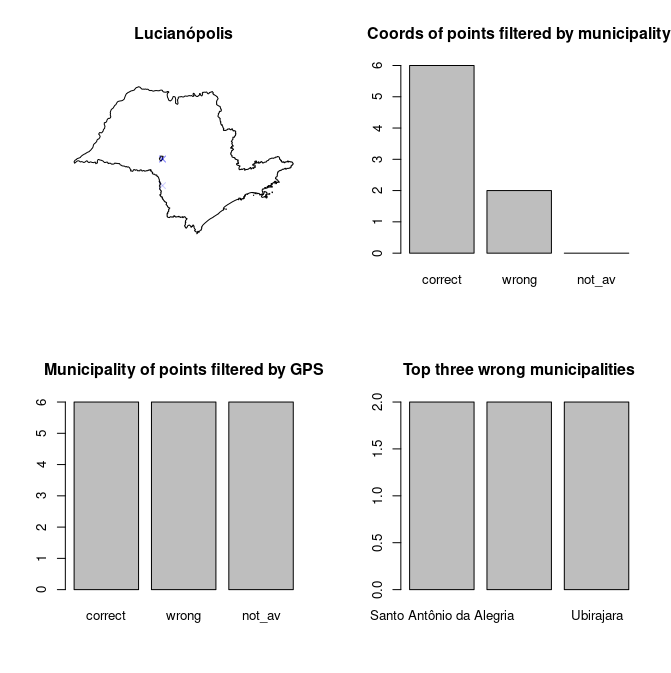 Lucianópolis
Coords of points filtered by municipality
6
5
4
3
2
1
0
correct wrong not_av
Municipality of points filtered by GPS
6
5
4
3
2
1
0
correct wrong not_av
Top three wrong municipalities
2.0
1.5
1.0
0.5
0.0
Santo Antônio da Alegria Ubirajara